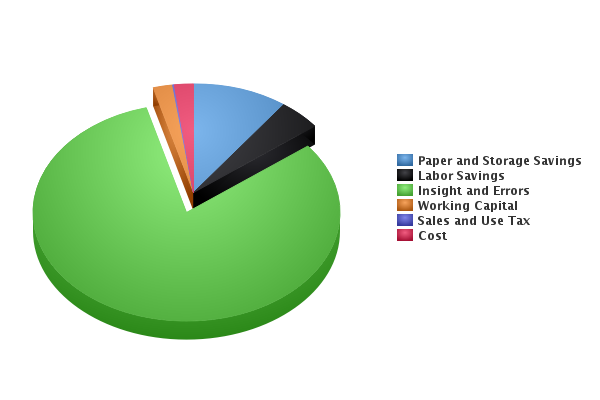 Paper and Storage Savings
Labor Savings
Insight and Errors
Working Capital
Sales and Use Tax
Cost